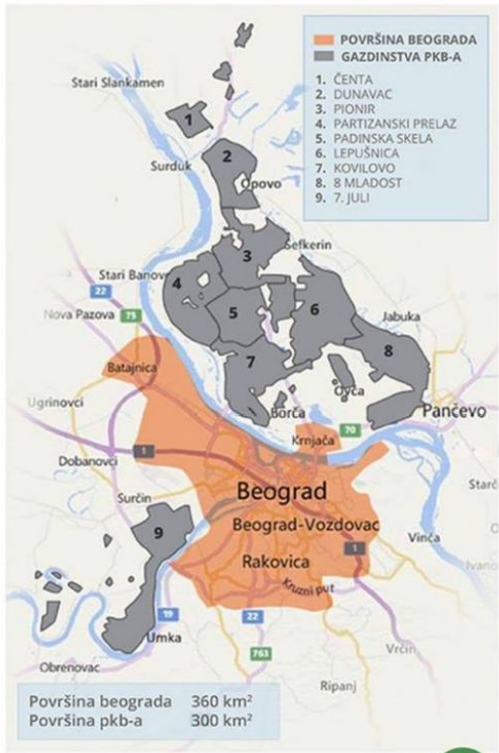 POVRŠINA BEOGRADA
GAZDINSTVA PKB-A
1. ČENTA
2. DUNAVAC
3. PIONIR
4. PARTIZANSKI PRELAZ
5. PADINSKA SKELA
6. LEPUŠNICA
7. KOVILOVO
8. 8 MLADOST
9. 7. JULI
Stari Slankamen
1
Surduk
2
Opovo
3
Sefkerin
Stari Banov
4
22
5
6
Nova Pazova
75
Jabuka
7
8
Batajnica
Ovča
Ugrinovci
Borča
Pančevo
70
Krnjača
1
Dobanovci
Beograd
Starč
Surčin
Beograd-Vozdovac
9
Vinča
1
Rakovica
Ivano
Kruzni put
19
22
Umka
763
Vrčin
Obrenovac
Ripanj
Površina beograda 360 km²
Površina pkb-a 300 km²